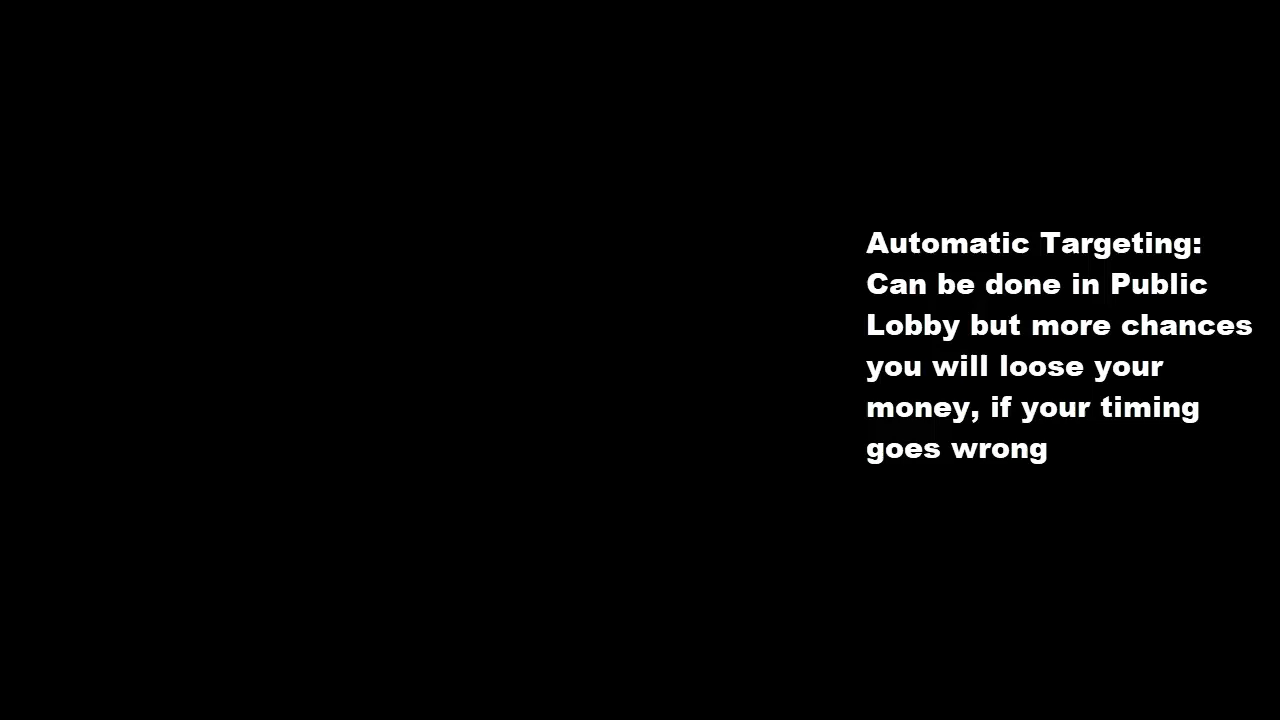 Automatic Targeting:
Can be done in Public
Lobby but more chances
you will loose your
money, if your timing
goes wrong